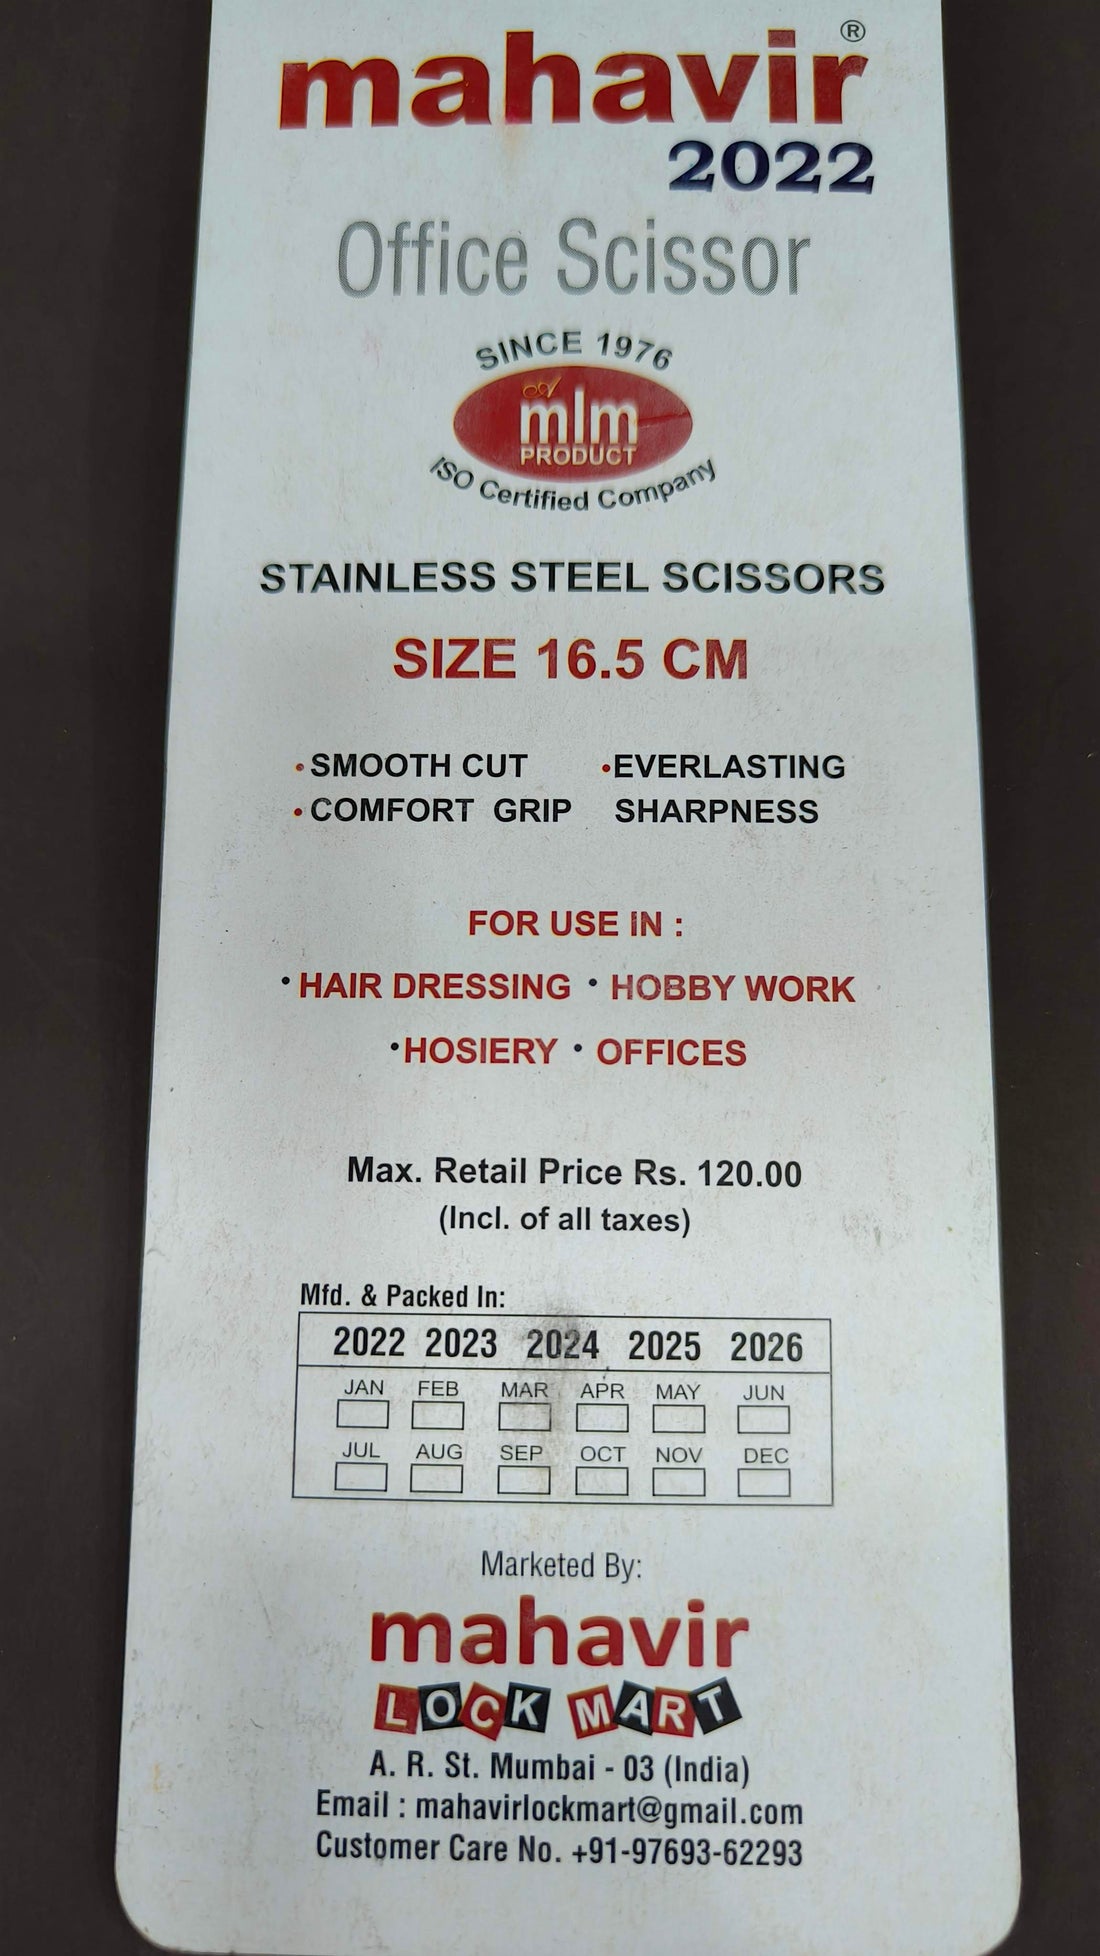 mahavir®
2022
Office Scissor
SINCE 1976
A
mlm
PRODUCT
ISO Certified Company
STAINLESS STEEL SCISSORS
SIZE 16.5 CM
• SMOOTH CUT • EVERLASTING
• COMFORT GRIP SHARPNESS
FOR USE IN :
• HAIR DRESSING • HOBBY WORK
• HOSIERY • OFFICES
Max. Retail Price Rs. 120.00
(Incl. of all taxes)
Mfd. & Packed In:
2022 2023 2024 2025 2026
JAN FEB MAR APR MAY JUN
JUL AUG SEP OCT NOV DEC
Marketed By:
mahavir
LOCK MART
A. R. St. Mumbai - 03 (India)
Email : mahavirlockmart@gmail.com
Customer Care No. +91-97693-62293